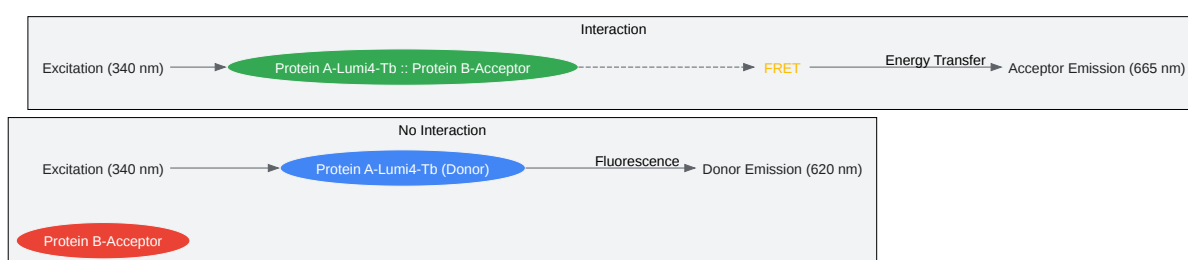 Interaction
Excitation (340 nm)
Protein A-Lumi4-Tb :: Protein B-Acceptor
FRET
Energy Transfer
Acceptor Emission (665 nm)
No Interaction
Excitation (340 nm)
Protein A-Lumi4-Tb (Donor)
Fluorescence
Donor Emission (620 nm)
Protein B-Acceptor